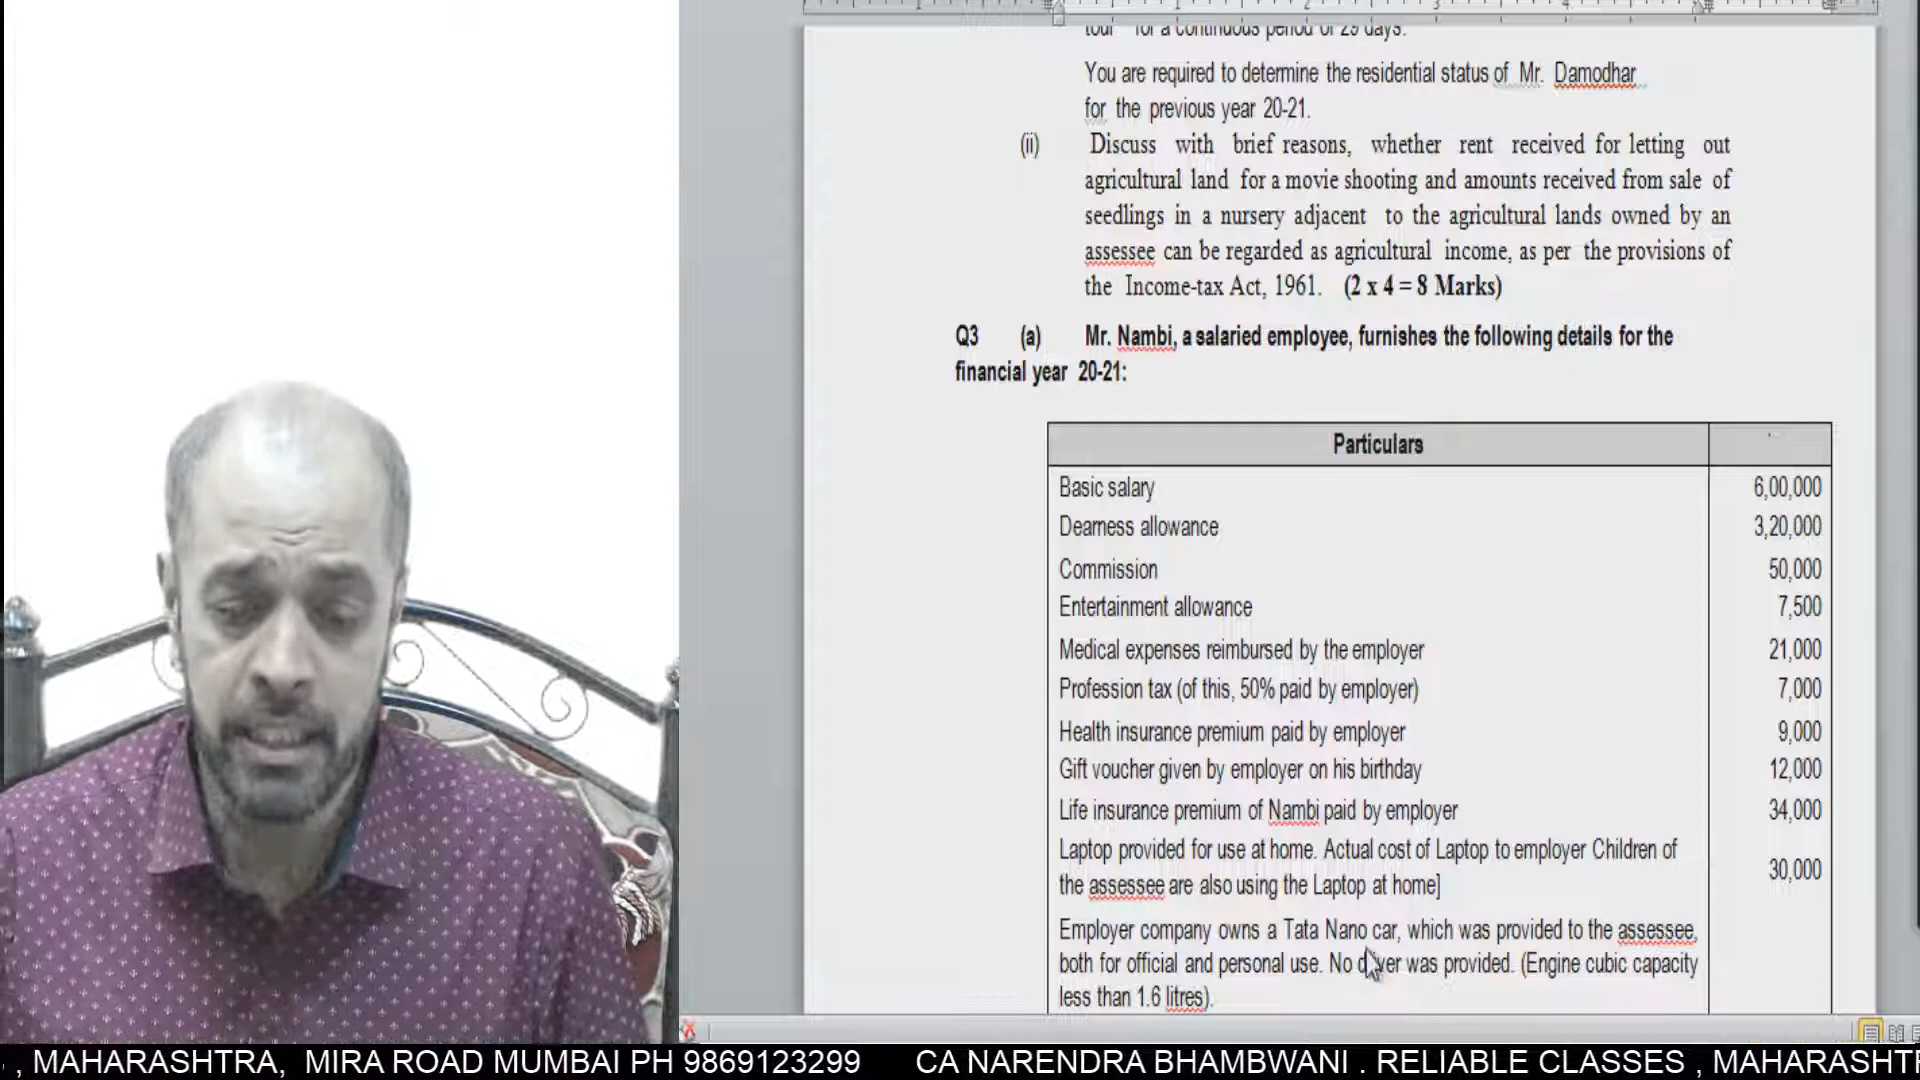 tour for a continuous period of 29 days.
You are required to determine the residential status of Mr. Damodhar
for the previous year 20-21.
(ii) Discuss with brief reasons, whether rent received for letting out
agricultural land for a movie shooting and amounts received from sale of
seedlings in a nursery adjacent to the agricultural lands owned by an
assessee can be regarded as agricultural income, as per the provisions of
the Income-tax Act, 1961. (2 x 4 = 8 Marks)
Q3 (a) Mr. Nambi, a salaried employee, furnishes the following details for the
financial year 20-21:
Particulars
Basic salary 6,00,000
Dearness allowance 3,20,000
Commission 50,000
Entertainment allowance 7,500
Medical expenses reimbursed by the employer 21,000
Profession tax (of this, 50% paid by employer) 7,000
Health insurance premium paid by employer 9,000
Gift voucher given by employer on his birthday 12,000
Life insurance premium of Nambi paid by employer 34,000
Laptop provided for use at home. Actual cost of Laptop to employer Children of
the assessee are also using the Laptop at home] 30,000
Employer company owns a Tata Nano car, which was provided to the assessee,
both for official and personal use. No driver was provided. (Engine cubic capacity
less than 1.6 litres).
, MAHARASHTRA, MIRA ROAD MUMBAI PH 9869123299 CA NARENDRA BHAMBWANI . RELIABLE CLASSES , MAHARASHTR